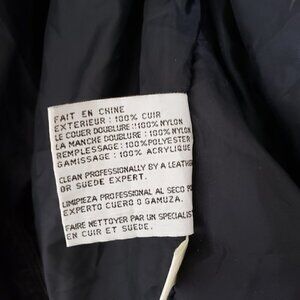 FAIT EN CHINE
EXTERIEUR : 100% CUIR
LE COUER DOUBLURE : 100% NYLON
LA MANCHE DOUBLURE : 100% NYLON
REMPLESSAGE : 100% POLYESTER
GAMISSAGE : 100% ACRYLIQUE
CLEAN PROFESSIONALLY BY A LEATHER
OR SUEDE EXPERT.
LIMPIEZA PROFESSIONAL AL SECO PO
EXPERTO CUERO O GAMUZA.
FAIRE NETTOYER PAR UN SPECIALIST
EN CUIR ET SUEDE.